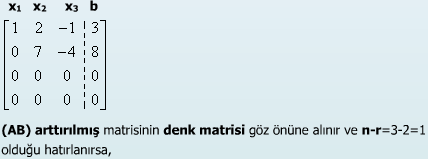 x₁ x₂ x₃ b
1 2 -1 3
0 7 -4 8
0 0 0 0
0 0 0 0
(AB) arttırılmış matrisinin denk matrisi göz önüne alınır ve n-r=3-2=1
olduğu hatırlanırsa,